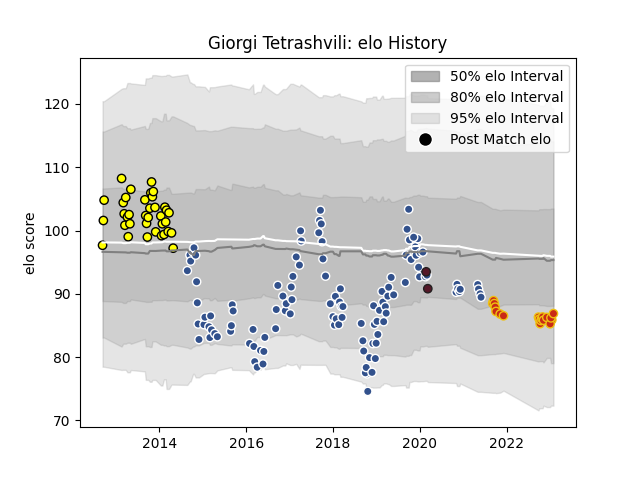 Giorgi Tetrashvili: elo History
50% elo Interval
80% elo Interval
95% elo Interval
Post Match elo
elo score
120
110
100
90
80
70
2014
2016
2018
2020
2022